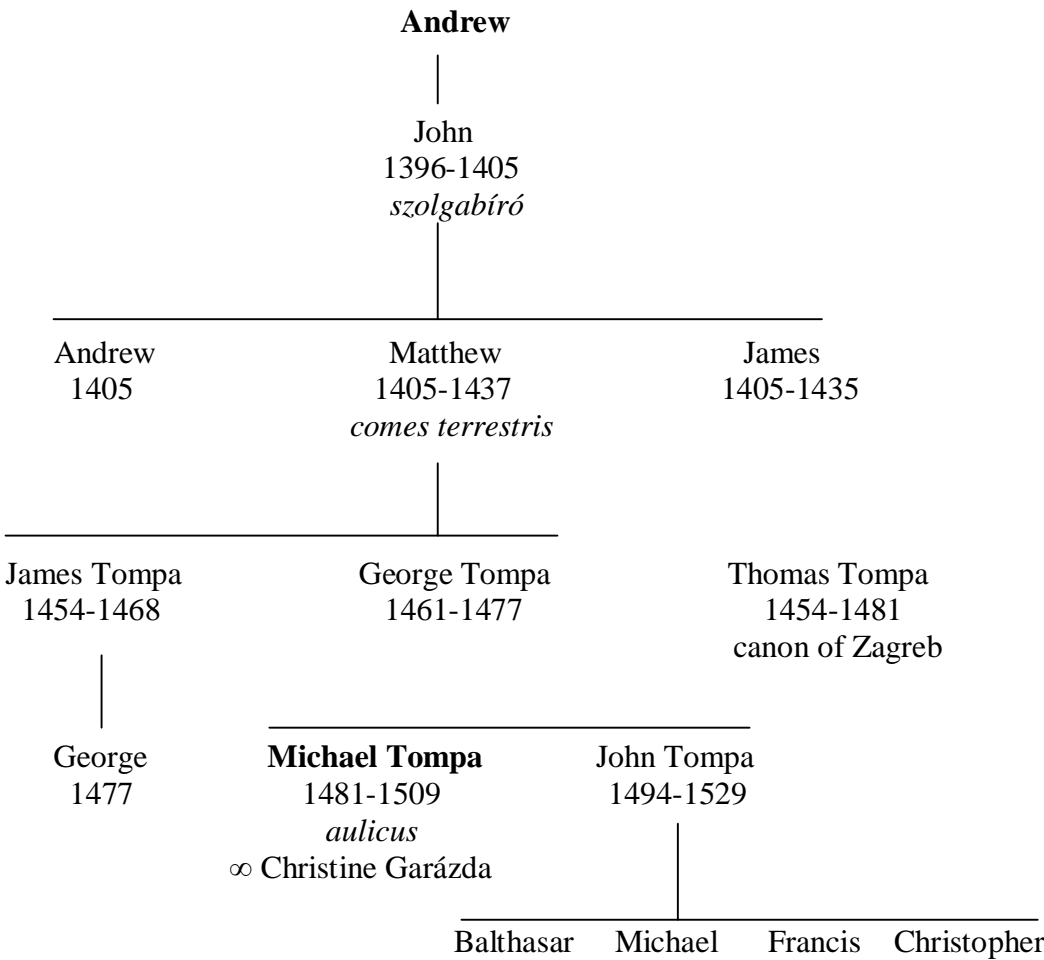 Andrew
John
1396-1405
szolgabíró
Andrew Matthew James
1405 1405-1437 1405-1435
comes terrestris
James Tompa George Tompa Thomas Tompa
1454-1468 1461-1477 1454-1481
canon of Zagreb
George Michael Tompa John Tompa
1477 1481-1509 1494-1529
aulicus
∞ Christine Garázda
Balthasar Michael Francis Christopher